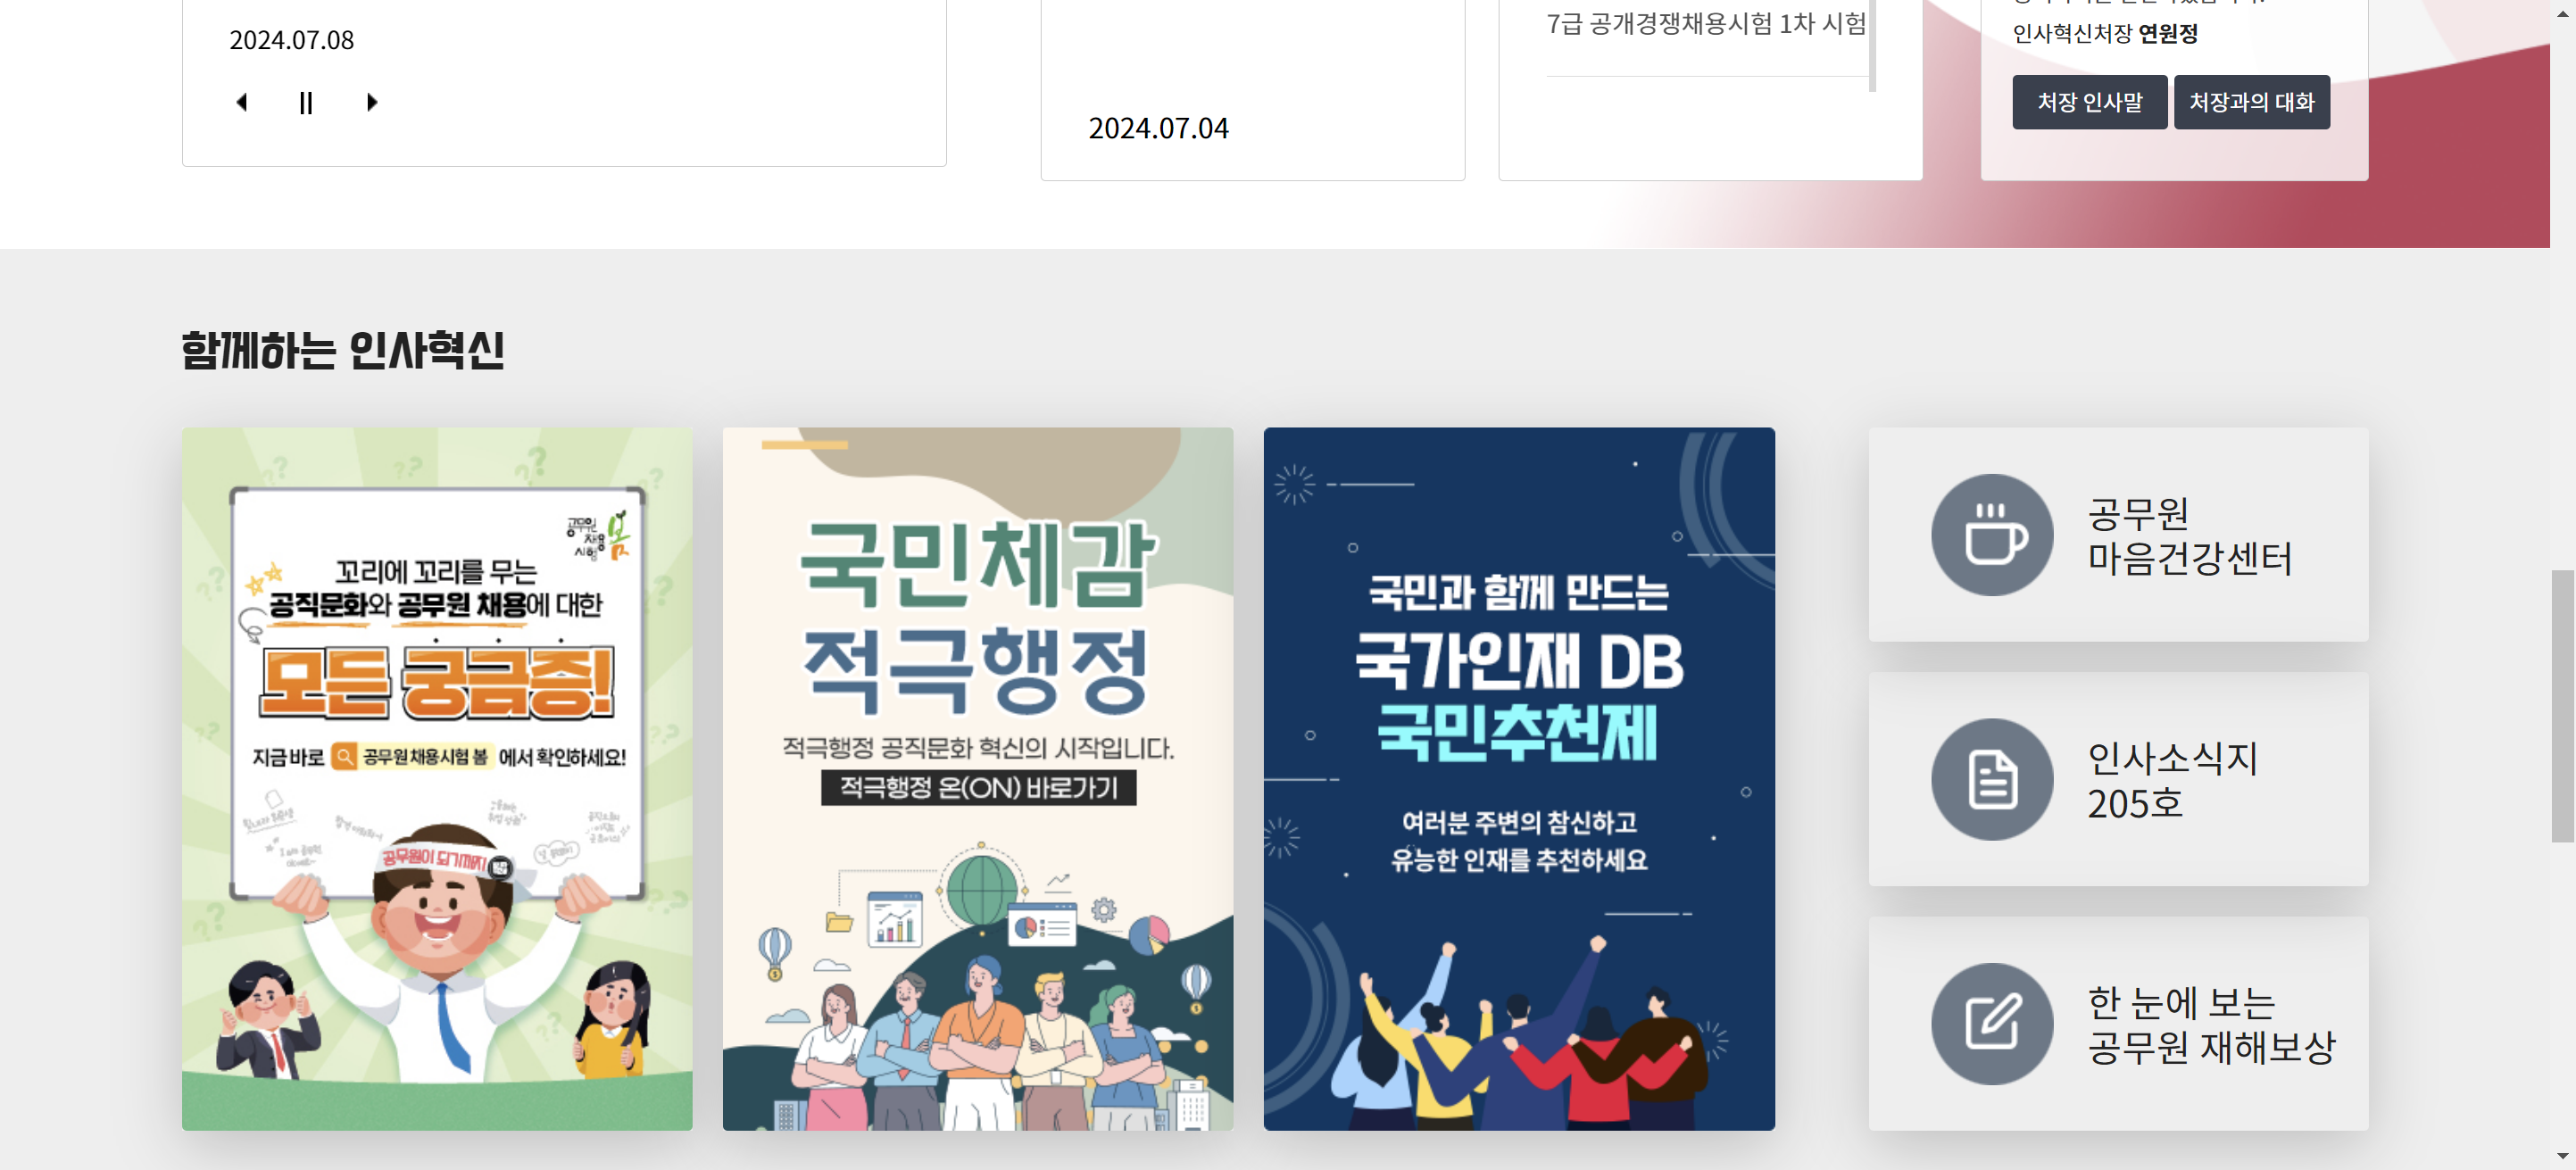 2024.07.08
2024.07.04
7급 공개경쟁채용시험 1차 시험
인사혁신처장 연원정
처장 인사말
처장과의 대화
함께하는 인사혁신
공무원
채용
시험
봄
꼬리에 꼬리를 무는
공직문화와 공무원 채용에 대한
모든 궁금증!
지금 바로 공무원 채용시험 봄 에서 확인하세요!
공무원이 되기까지
국민체감
적극행정
적극행정 공직문화 혁신의 시작입니다.
적극행정 온(ON) 바로가기
국민과 함께 만드는
국가인재 DB
국민추천제
여러분 주변의 참신하고
유능한 인재를 추천하세요
공무원
마음건강센터
인사소식지
205호
한 눈에 보는
공무원 재해보상